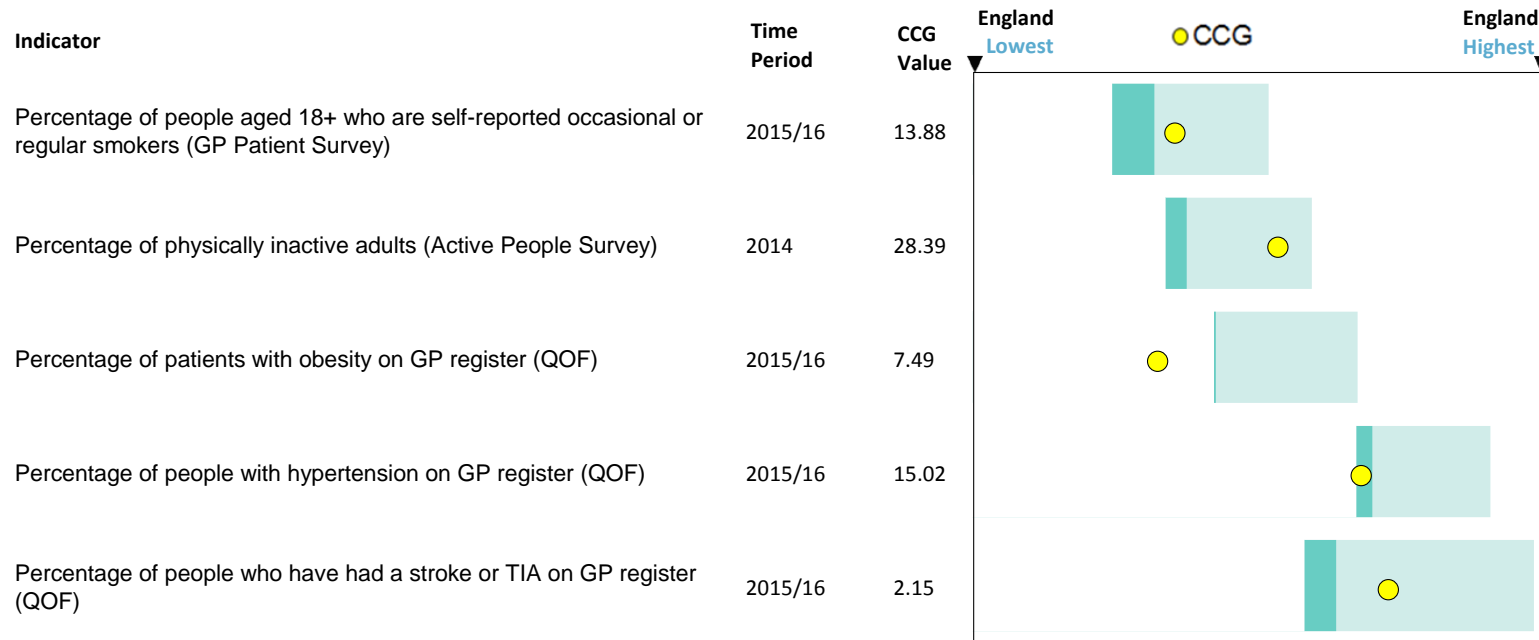 Indicator
Time
Period
CCG
Value
England
Lowest
CCG
England
Highest
Percentage of people aged 18+ who are self-reported occasional or
regular smokers (GP Patient Survey)
2015/16
13.88
Percentage of physically inactive adults (Active People Survey)
2014
28.39
Percentage of patients with obesity on GP register (QOF)
2015/16
7.49
Percentage of people with hypertension on GP register (QOF)
2015/16
15.02
Percentage of people who have had a stroke or TIA on GP register
(QOF)
2015/16
2.15